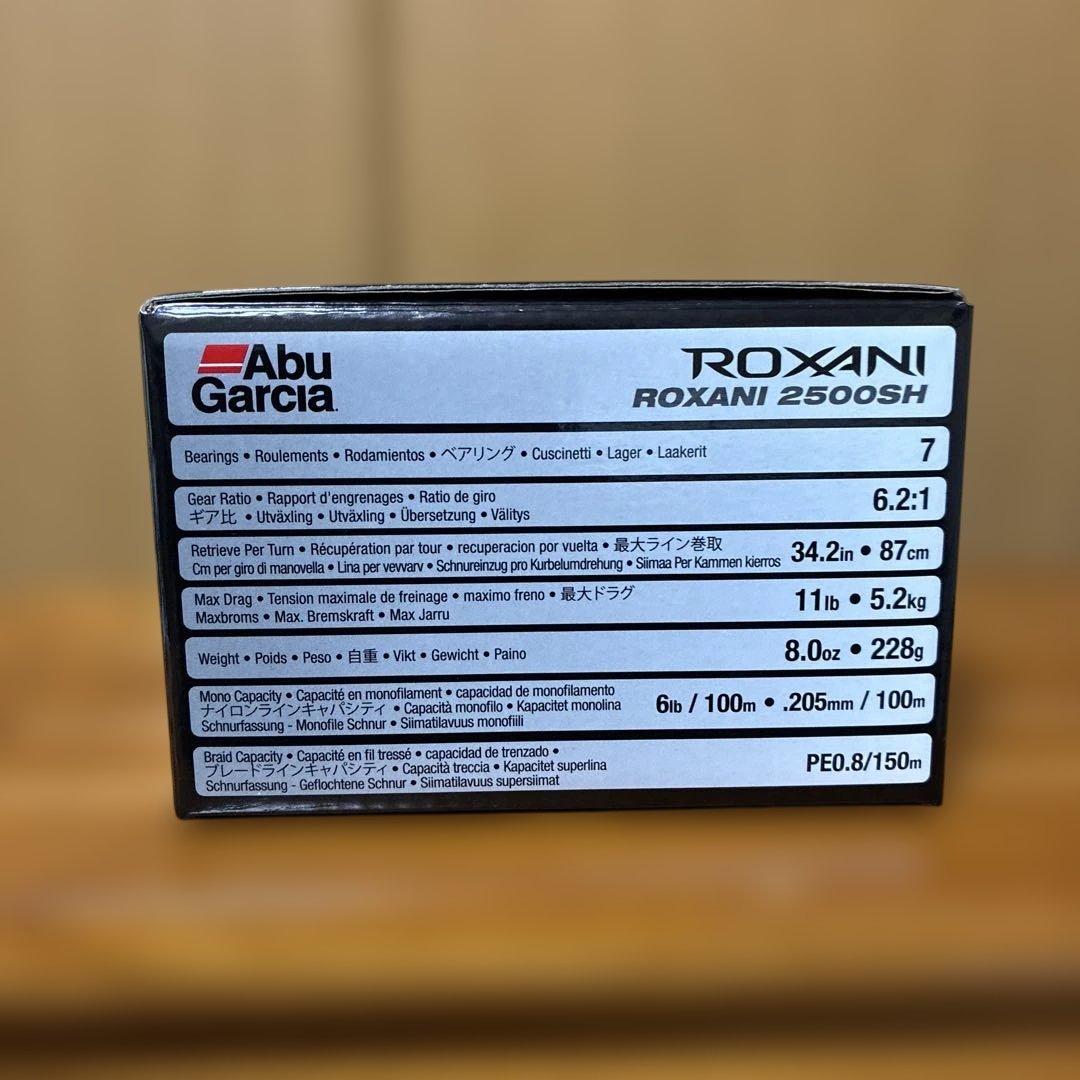 Abu
Garcia
ROXANI
ROXANI 2500SH
Bearings • Roulements • Rodamientos • ベアリング • Cuscinetti • Lager • Laakerit
7
Gear Ratio • Rapport d'engrenages • Ratio de giro
ギア比 • Utväxling • Utväxling • Übersetzung • Välitys
6.2:1
Retrieve Per Turn • Récupération par tour • recuperacion por vuelta • 最大ライン巻取
Cm per giro di manovella • Lina per vevvarv • Schnureinzug pro Kurbelumdrehung • Siimaa Per Kammen kierros
34.2in • 87cm
Max Drag • Tension maximale de freinage • maximo freno • 最大ドラグ
Maxbroms • Max. Bremskraft • Max Jarru
11lb • 5.2kg
Weight • Poids • Peso • 自重 • Vikt • Gewicht • Paino
8.0oz • 228g
Mono Capacity • Capacité en monofilament • capacidad de monofilamento
ナイロンラインキャパシティ • Capacità monofilo • Kapacitet monolina
Schnurfassung - Monofile Schnur • Siimatilavuus monofiili
6lb / 100m • .205mm / 100m
Braid Capacity • Capacité en fil tressé • capacidad de trenzado •
ブレードラインキャパシティ • Capacità treccia • Kapacitet superlina
Schnurfassung - Geflochtene Schnur • Siimatilavuus supersiimat
PE0.8/150m